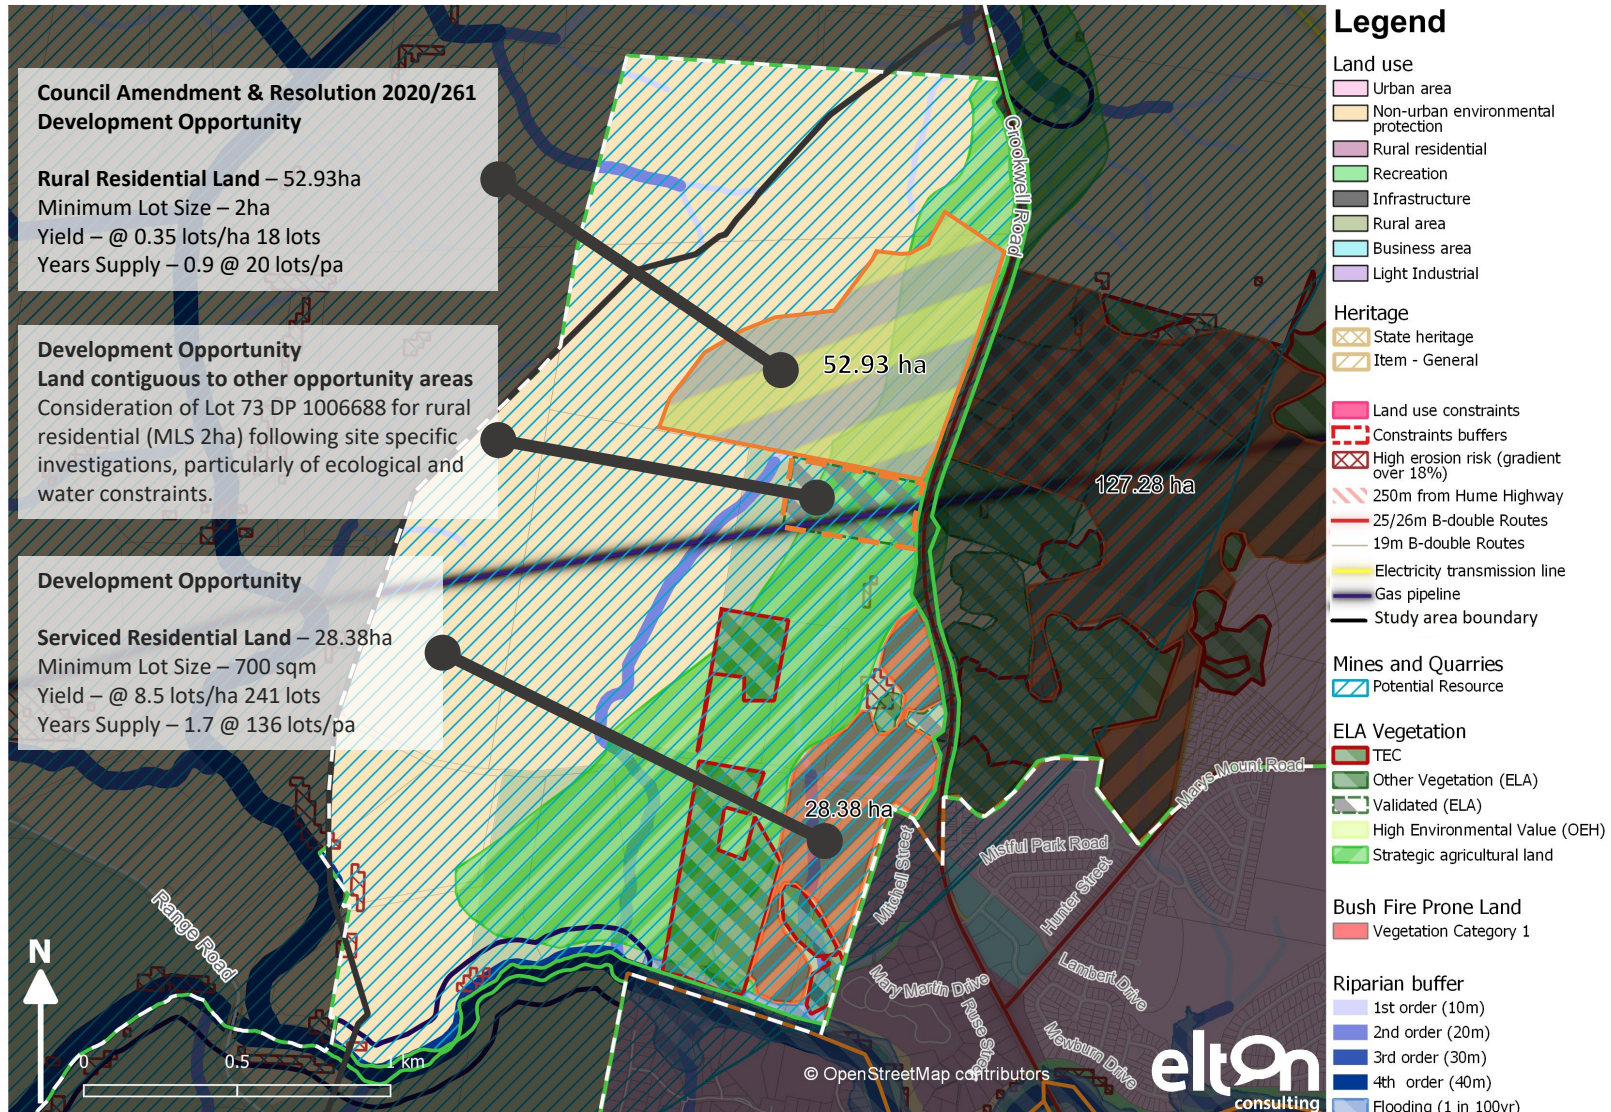 Council Amendment & Resolution 2020/261
Development Opportunity
Rural Residential Land – 52.93ha
Minimum Lot Size – 2ha
Yield – @ 0.35 lots/ha 18 lots
Years Supply – 0.9 @ 20 lots/pa
Development Opportunity
Land contiguous to other opportunity areas
Consideration of Lot 73 DP 1006688 for rural
residential (MLS 2ha) following site specific
investigations, particularly of ecological and
water constraints.
Development Opportunity
Serviced Residential Land – 28.38ha
Minimum Lot Size – 700 sqm
Yield – @ 8.5 lots/ha 241 lots
Years Supply – 1.7 @ 136 lots/pa
Crookwell Road
52.93 ha
127.28 ha
28.38 ha
Marys Mount Road
Mistful Park Road
Mitchell Street
Hunter Street
Lambert Drive
Mary Martin Drive
Ruse Street
Mewburn Drive
Range Road
N
0 0.5 1 km
© OpenStreetMap contributors
elton
consulting
Legend
Land use
Urban area
Non-urban environmental
protection
Rural residential
Recreation
Infrastructure
Rural area
Business area
Light Industrial
Heritage
State heritage
Item - General
Land use constraints
Constraints buffers
High erosion risk (gradient
over 18%)
250m from Hume Highway
25/26m B-double Routes
19m B-double Routes
Electricity transmission line
Gas pipeline
Study area boundary
Mines and Quarries
Potential Resource
ELA Vegetation
TEC
Other Vegetation (ELA)
Validated (ELA)
High Environmental Value (OEH)
Strategic agricultural land
Bush Fire Prone Land
Vegetation Category 1
Riparian buffer
1st order (10m)
2nd order (20m)
3rd order (30m)
4th order (40m)
Flooding (1 in 100yr)